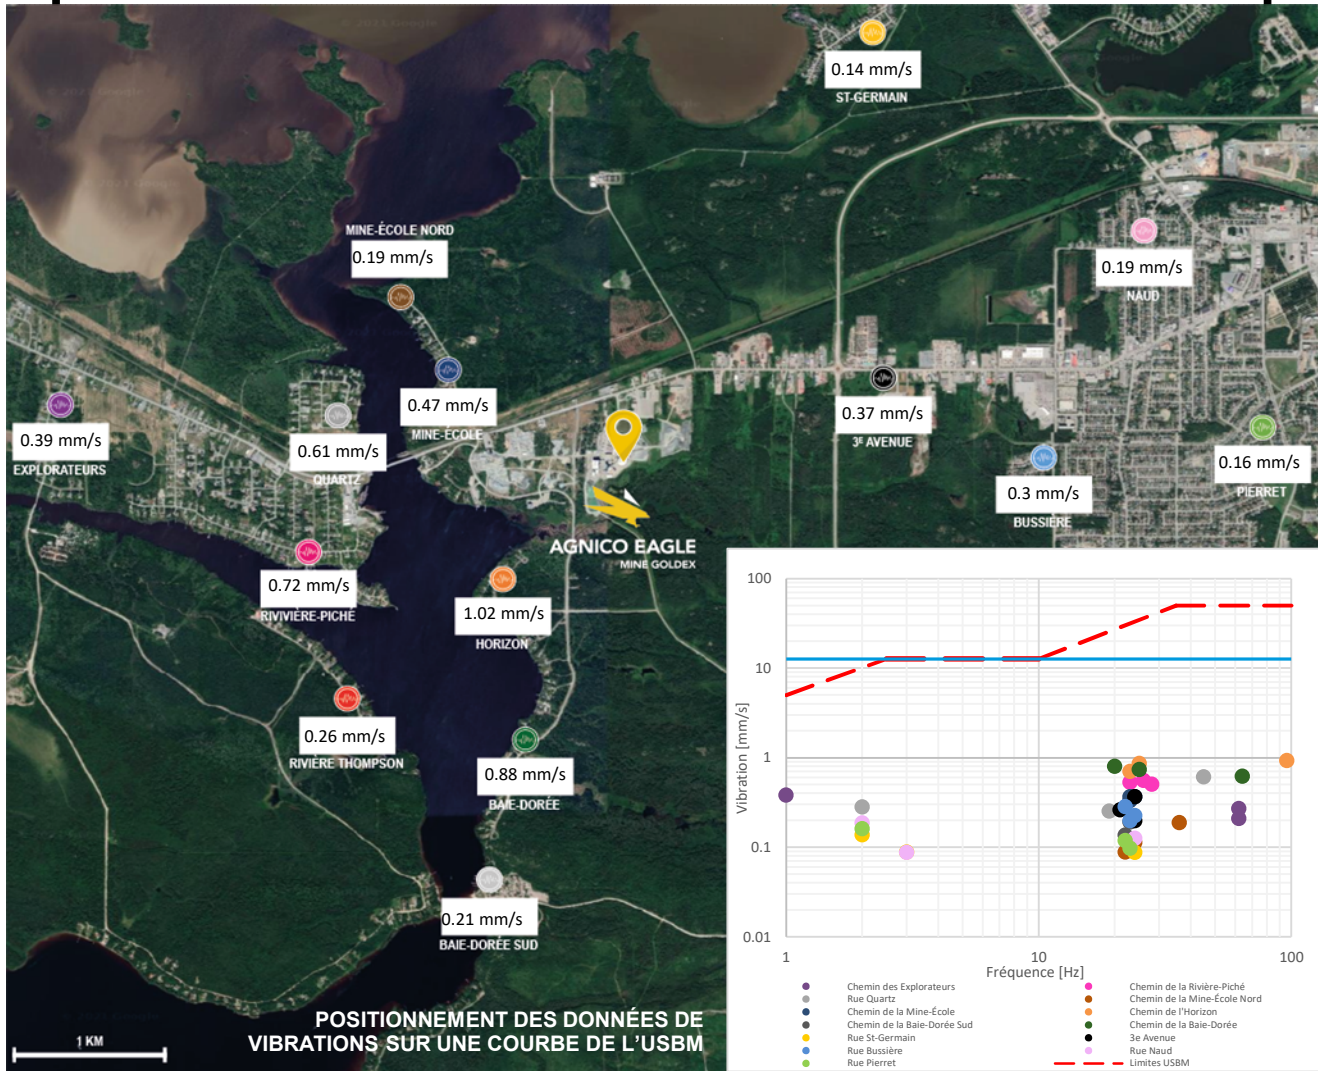 0.14 mm/s
ST-GERMAIN
MINE-ÉCOLE NORD
0.19 mm/s
0.19 mm/s
NAUD
0.47 mm/s
MINE-ÉCOLE
0.39 mm/s
EXPLORATEURS
0.61 mm/s
QUARTZ
0.37 mm/s
3E AVENUE
0.16 mm/s
PIERRET
0.3 mm/s
BUSSIÈRE
AGNICO EAGLE
MINE GOLDEX
0.72 mm/s
RIVIVIÈRE-PICHÉ
1.02 mm/s
HORIZON
0.26 mm/s
RIVIÈRE THOMPSON
0.88 mm/s
BAIE-DORÉE
0.21 mm/s
BAIE-DORÉE SUD
POSITIONNEMENT DES DONNÉES DE
VIBRATIONS SUR UNE COURBE DE L'USBM
1 KM
100
10
1
0.1
0.01
Vibration [mm/s]
1
10
100
Fréquence [Hz]
Chemin des Explorateurs
Chemin de la Rivière-Piché
Rue Quartz
Chemin de la Mine-École Nord
Chemin de la Mine-École
Chemin de l'Horizon
Chemin de la Baie-Dorée Sud
Chemin de la Baie-Dorée
Rue St-Germain
3e Avenue
Rue Bussière
Rue Naud
Rue Pierret
Limites USBM